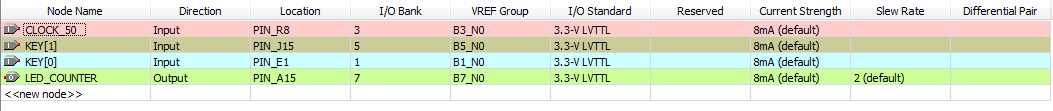 Node Name Direction Location I/O Bank VREF Group I/O Standard Reserved Current Strength Slew Rate Differential Pair
CLOCK_50 Input PIN_R8 3 B3_N0 3.3-V LVTTL 8mA (default)
KEY[1] Input PIN_J15 5 B5_N0 3.3-V LVTTL 8mA (default)
KEY[0] Input PIN_E1 1 B1_N0 3.3-V LVTTL 8mA (default)
LED_COUNTER Output PIN_A15 7 B7_N0 3.3-V LVTTL 8mA (default) 2 (default)
<<new node>>